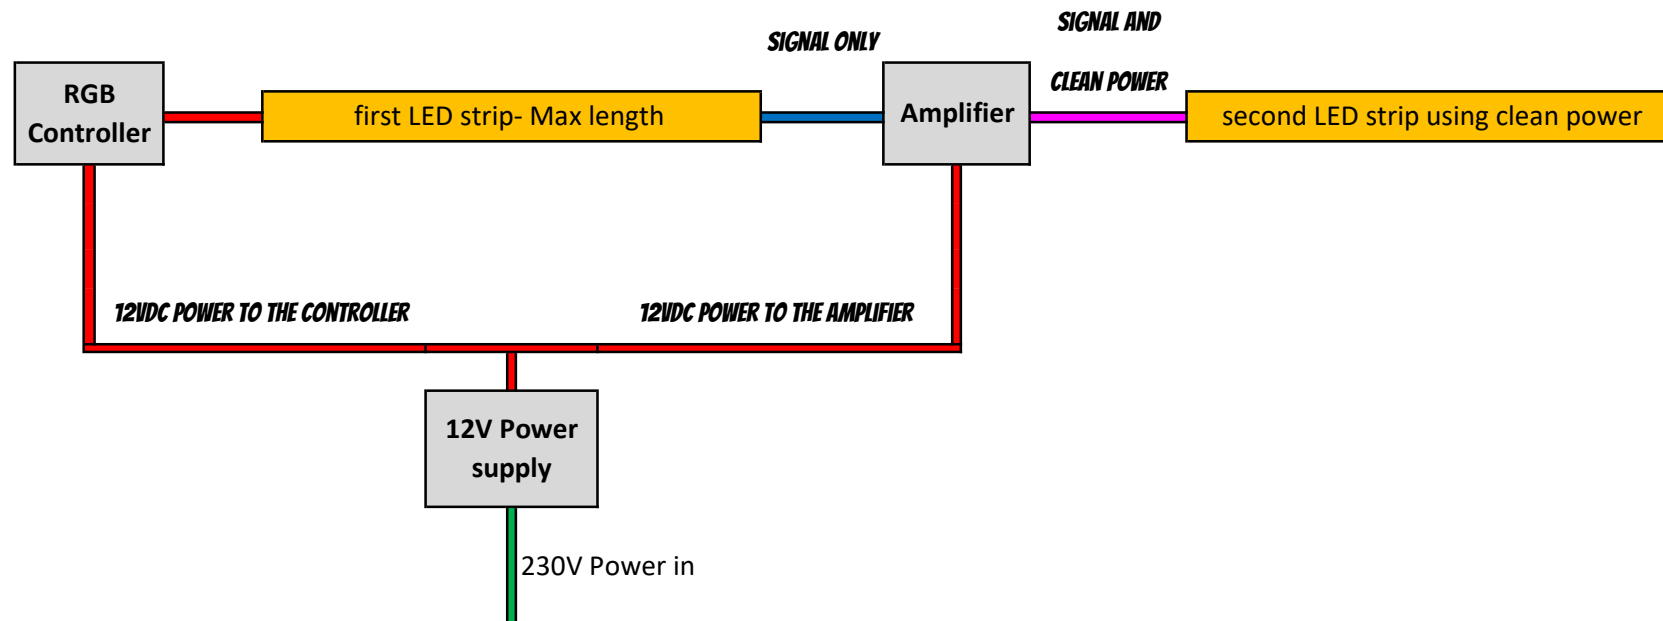 SIGNAL AND
CLEAN POWER
SIGNAL ONLY
RGB
Controller
first LED strip- Max length
Amplifier
second LED strip using clean power
12VDC POWER TO THE CONTROLLER
12VDC POWER TO THE AMPLIFIER
12V Power
supply
230V Power in